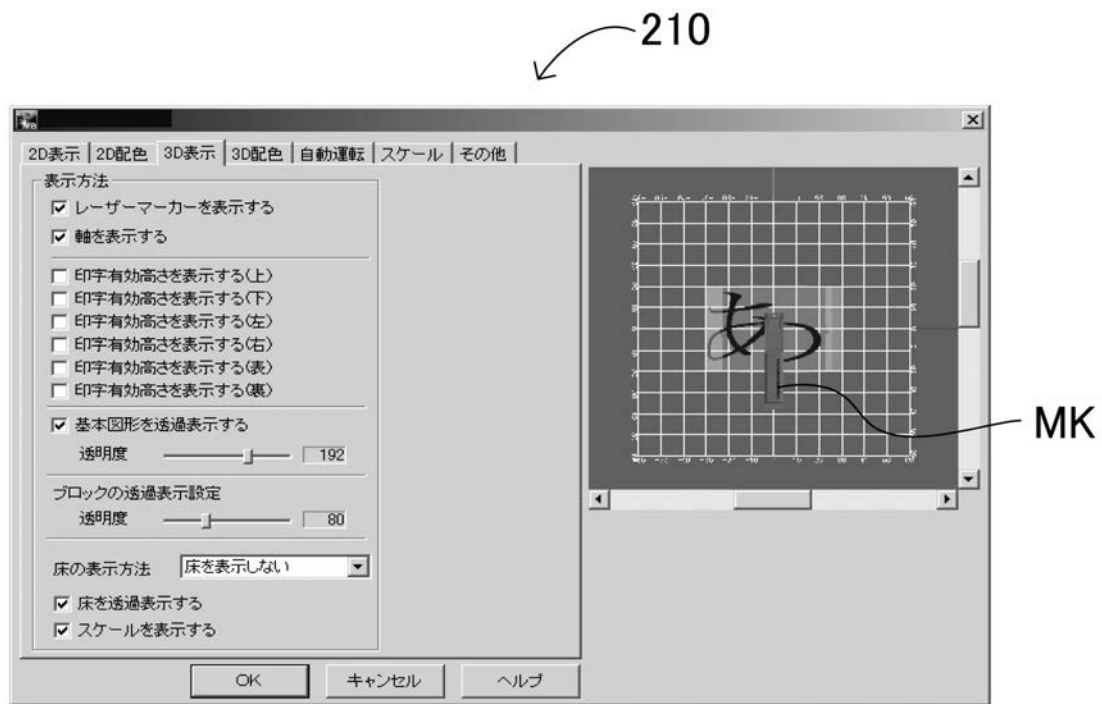 210
2D表示 2D配色 3D表示 3D配色 自動運転 スケール その他
表示方法
レーザーマーカーを表示する
軸を表示する
印字有効高さを表示する(上)
印字有効高さを表示する(下)
印字有効高さを表示する(左)
印字有効高さを表示する(右)
印字有効高さを表示する(表)
印字有効高さを表示する(裏)
基本図形を透過表示する
透明度 192
ブロックの透過表示設定
透明度 80
床の表示方法 床を表示しない
床を透過表示する
スケールを表示する
OK キャンセル ヘルプ
あ
MK